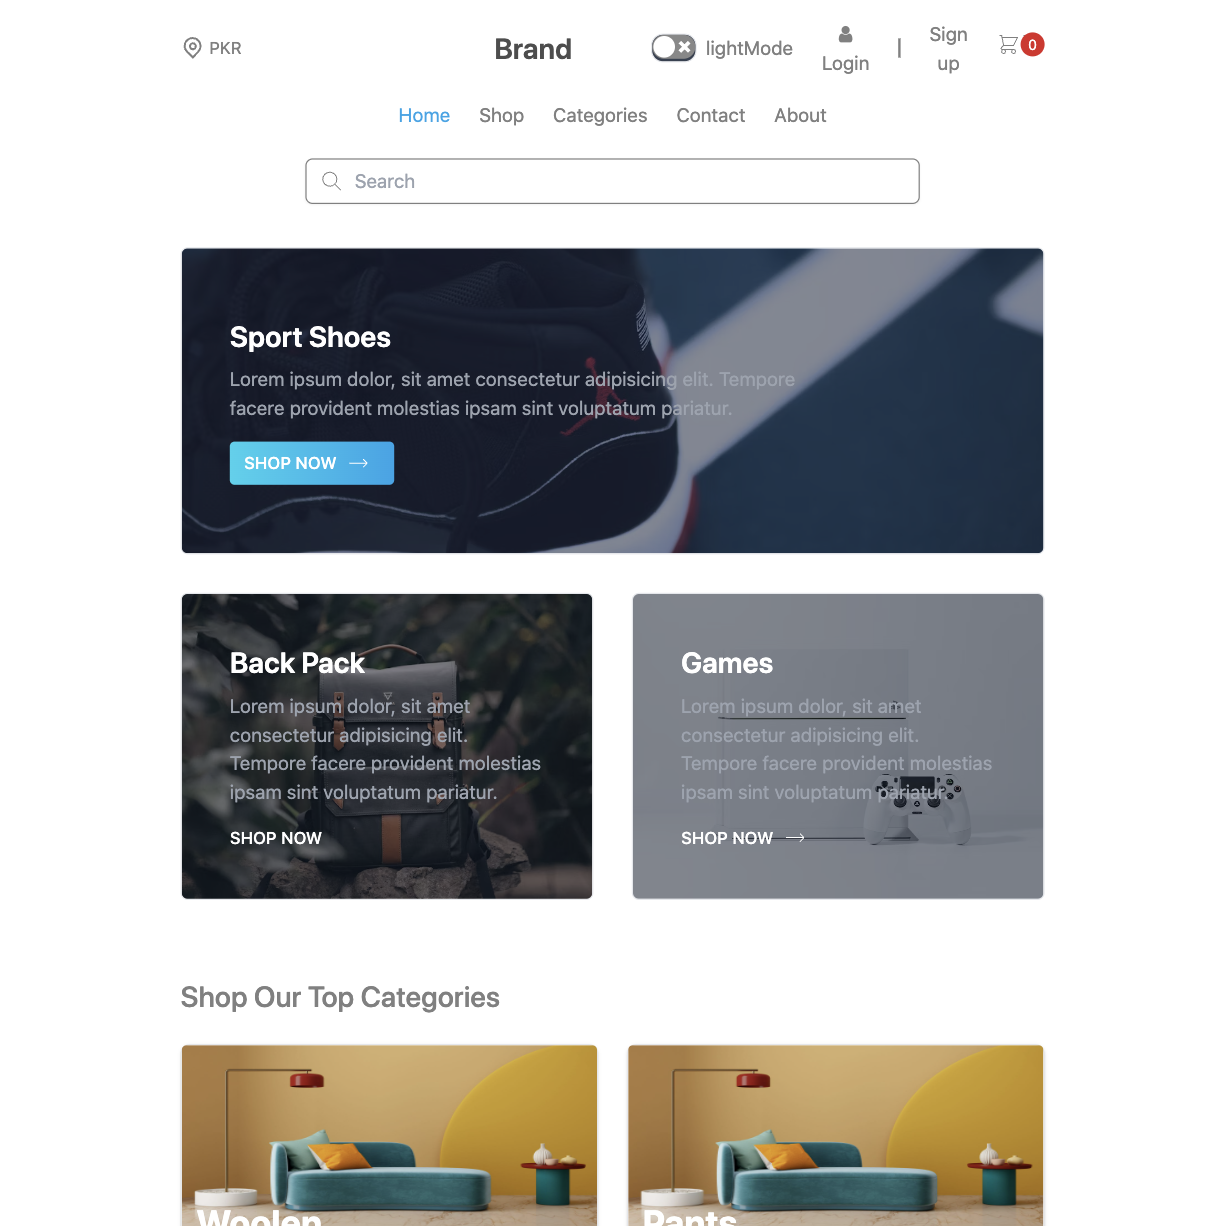 PKR
Brand
lightMode
Login
|
Sign
up
0
Home
Shop
Categories
Contact
About
Search
Sport Shoes
Lorem ipsum dolor, sit amet consectetur adipisicing elit. Tempore
facere provident molestias ipsam sint voluptatum pariatur.
SHOP NOW
Back Pack
Lorem ipsum dolor, sit amet
consectetur adipisicing elit.
Tempore facere provident molestias
ipsam sint voluptatum pariatur.
SHOP NOW
Games
Lorem ipsum dolor, sit amet
consectetur adipisicing elit.
Tempore facere provident molestias
ipsam sint voluptatum pariatur.
SHOP NOW
Shop Our Top Categories
Woolen
Pants